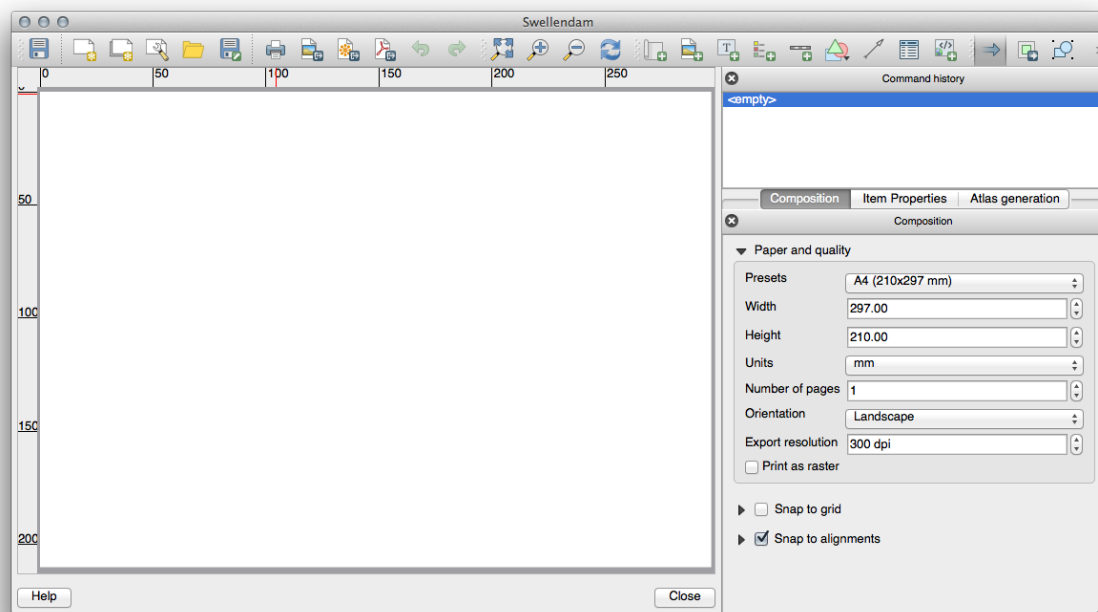 Swellendam
0 50 100 150 200 250
Command history
<empty>
50
Composition Item Properties Atlas generation
Composition
Paper and quality
Presets A4 (210x297 mm)
Width 297.00
100
Height 210.00
Units mm
Number of pages 1
Orientation Landscape
150
Export resolution 300 dpi
Print as raster
Snap to grid
200
Snap to alignments
Help Close